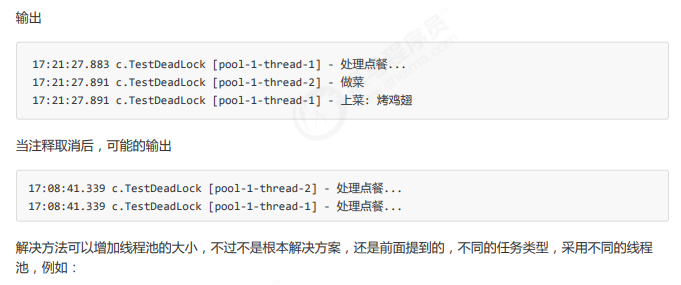 输出
17:21:27.883 c.TestDeadLock [pool-1-thread-1] - 处理点餐...
17:21:27.891 c.TestDeadLock [pool-1-thread-2] - 做菜
17:21:27.891 c.TestDeadLock [pool-1-thread-1] - 上菜: 烤鸡翅
当注释取消后，可能的输出
17:08:41.339 c.TestDeadLock [pool-1-thread-2] - 处理点餐...
17:08:41.339 c.TestDeadLock [pool-1-thread-1] - 处理点餐...
解决方法可以增加线程池的大小，不过不是根本解决方案，还是前面提到的，不同的任务类型，采用不同的线程
池，例如：